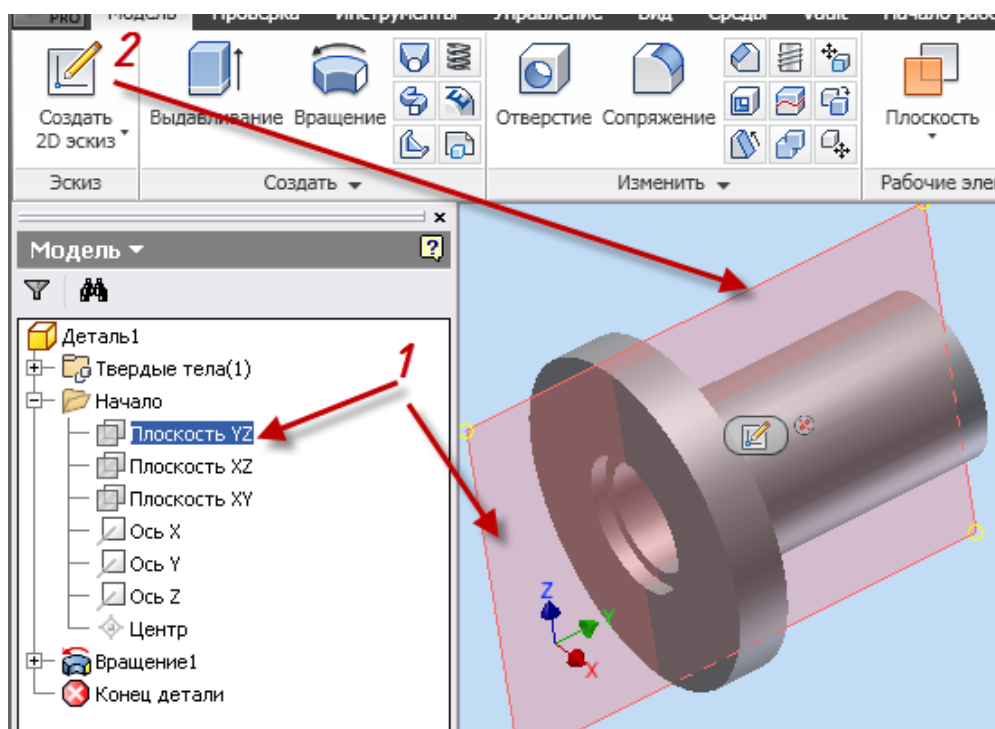 PRO Модель Проверка Инструменты Управление Вид Среды Vault Начало
2
Создать 2D эскиз
Выдавливание
Вращение
Отверстие
Сопряжение
Плоскость
Эскиз
Создать
Изменить
Рабочие эле
Модель
Деталь1
Твердые тела(1)
1
Начало
Плоскость YZ
Плоскость XZ
Плоскость XY
Ось X
Ось Y
Ось Z
Центр
Вращение1
Конец детали
Z
Y
X